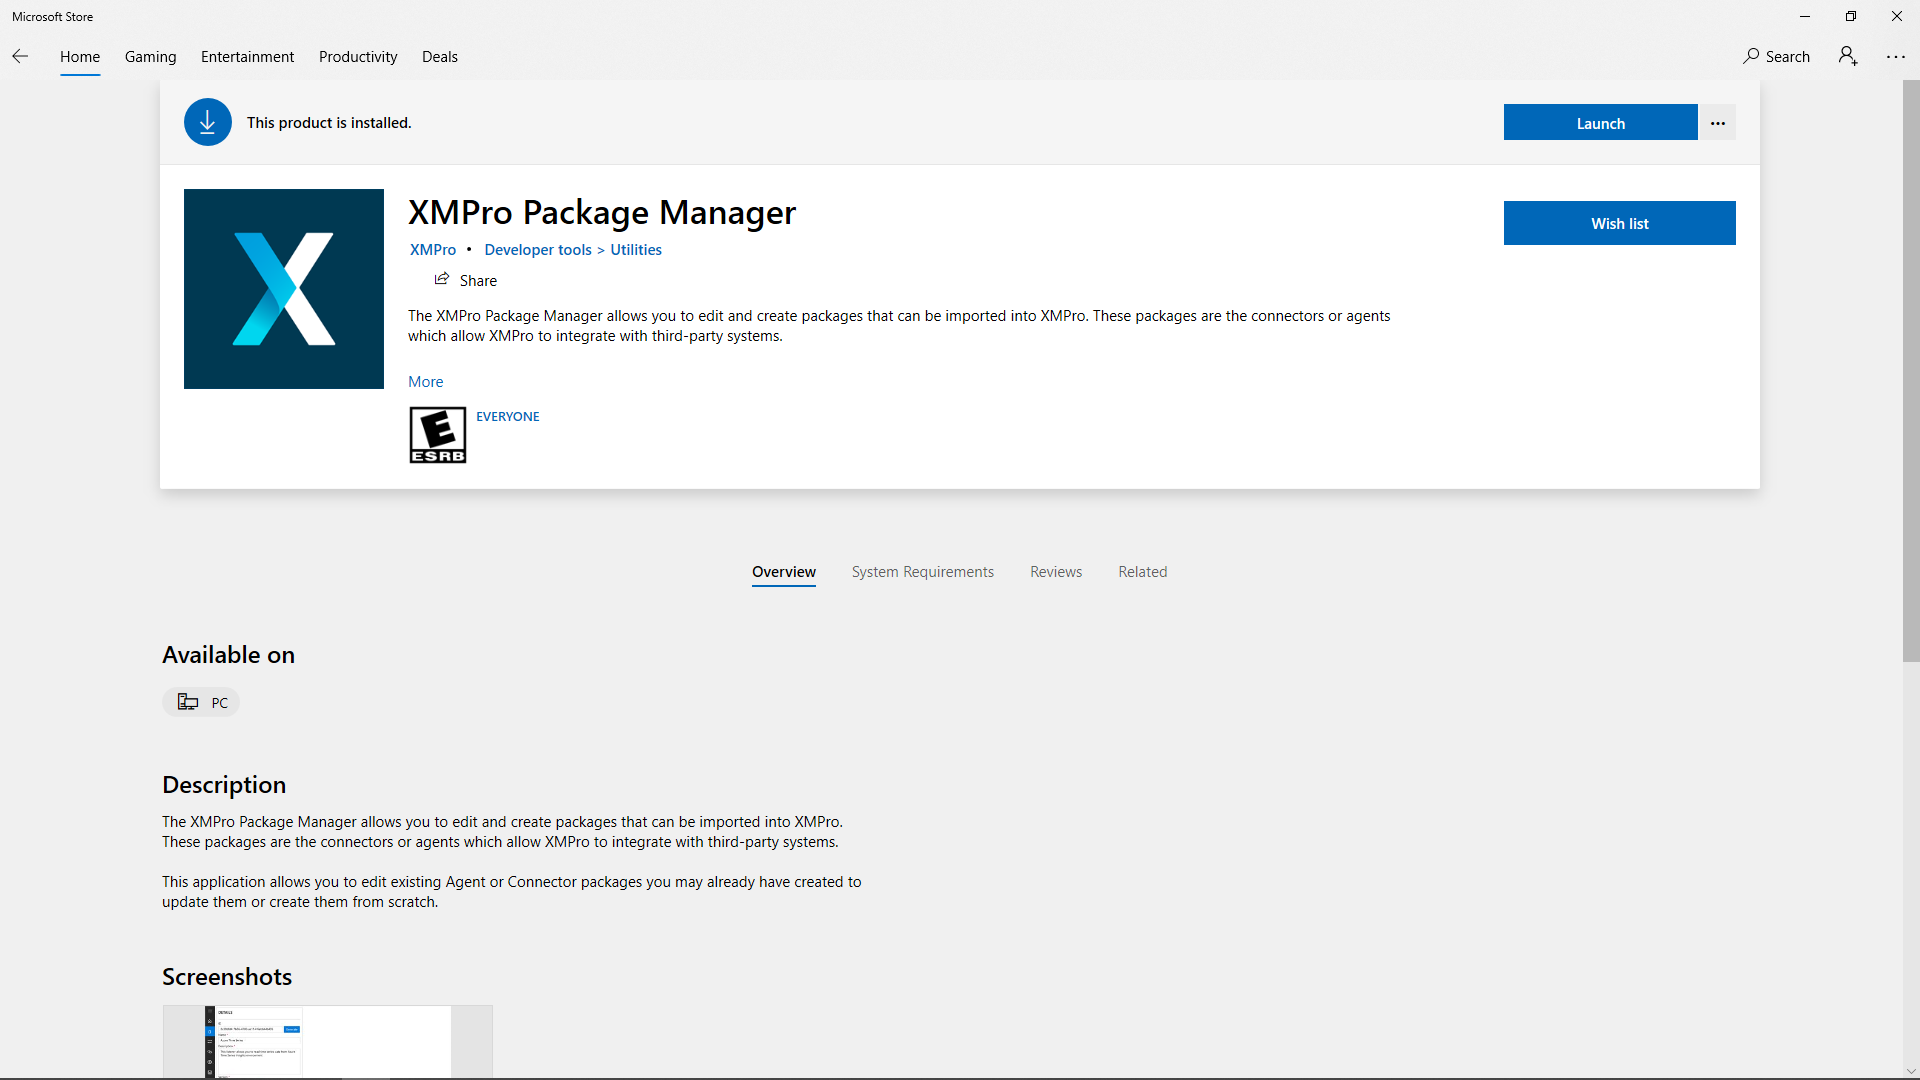 Microsoft Store
Home Gaming Entertainment Productivity Deals Search
This product is installed. Launch
XMPro Package Manager
Wish list
XMPro • Developer tools > Utilities
Share
The XMPro Package Manager allows you to edit and create packages that can be imported into XMPro. These packages are the connectors or agents
which allow XMPro to integrate with third-party systems.
More
E
ESRB
EVERYONE
Overview System Requirements Reviews Related
Available on
PC
Description
The XMPro Package Manager allows you to edit and create packages that can be imported into XMPro.
These packages are the connectors or agents which allow XMPro to integrate with third-party systems.
This application allows you to edit existing Agent or Connector packages you may already have created to
update them or create them from scratch.
Screenshots
DETAILS